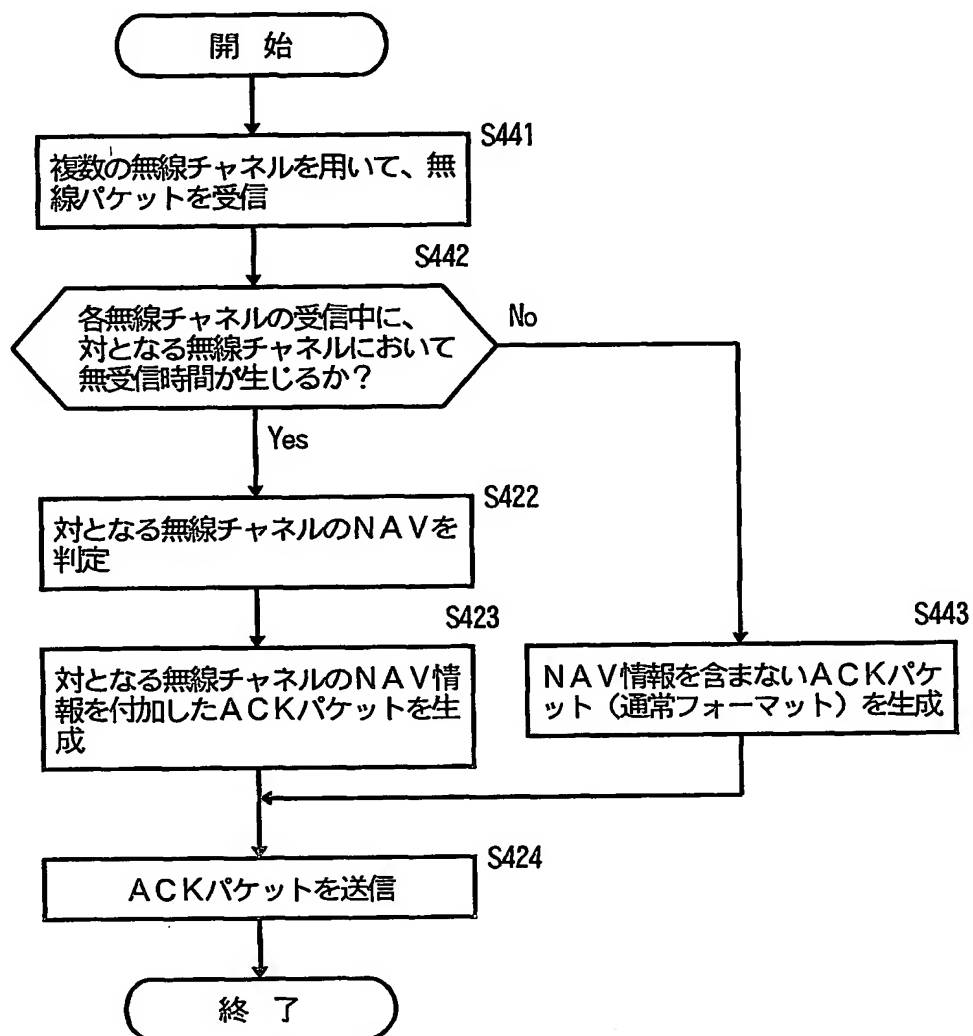 開 始
S441
複数の無線チャネルを用いて、無
線パケットを受信
S442
各無線チャネルの受信中に、
対となる無線チャネルにおいて
無受信時間が生じるか？
No
Yes
S422
対となる無線チャネルのNAVを
判定
S423
対となる無線チャネルのNAV情
報を付加したACKパケットを生
成
S443
NAV情報を含まないACKパケ
ット（通常フォーマット）を生成
S424
ACKパケットを送信
終 了